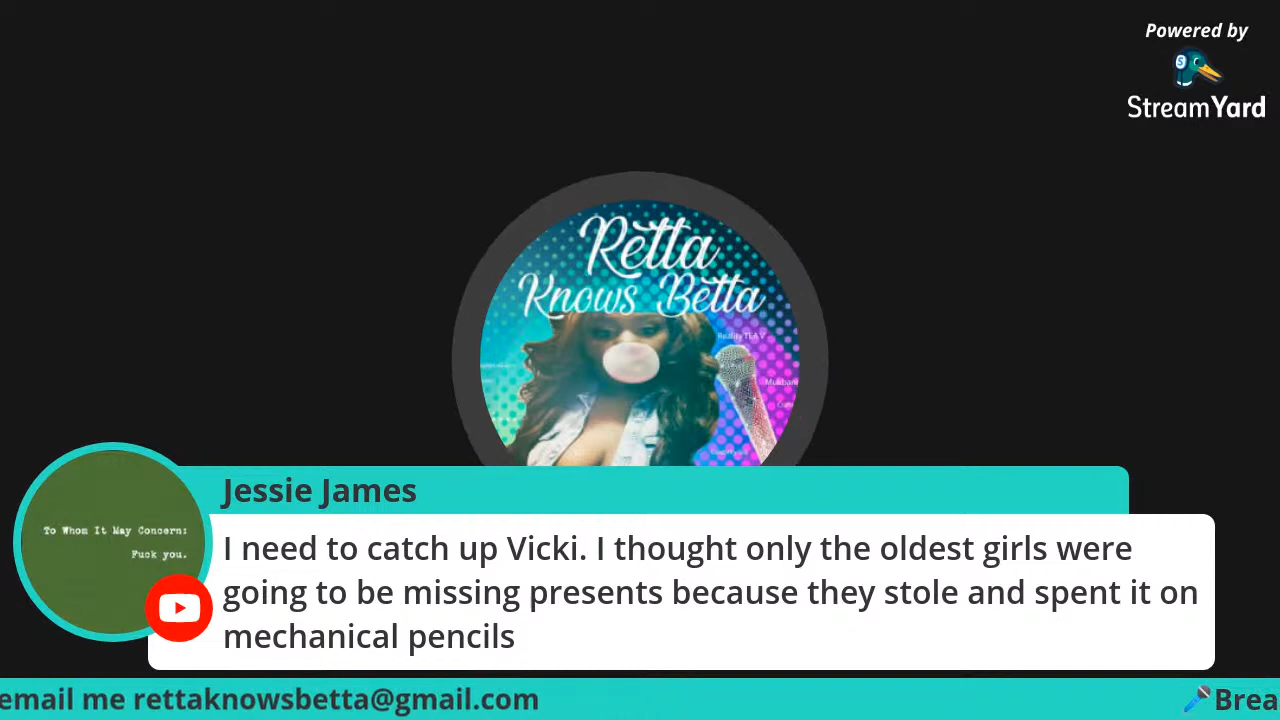 Powered by
StreamYard
Retta
Knows Betta
Reality TEA
Jessie James
To Whom It May Concern:
Fuck you.
I need to catch up Vicki. I thought only the oldest girls were
going to be missing presents because they stole and spent it on
mechanical pencils
email me rettaknowsbetta@gmail.com
Brea